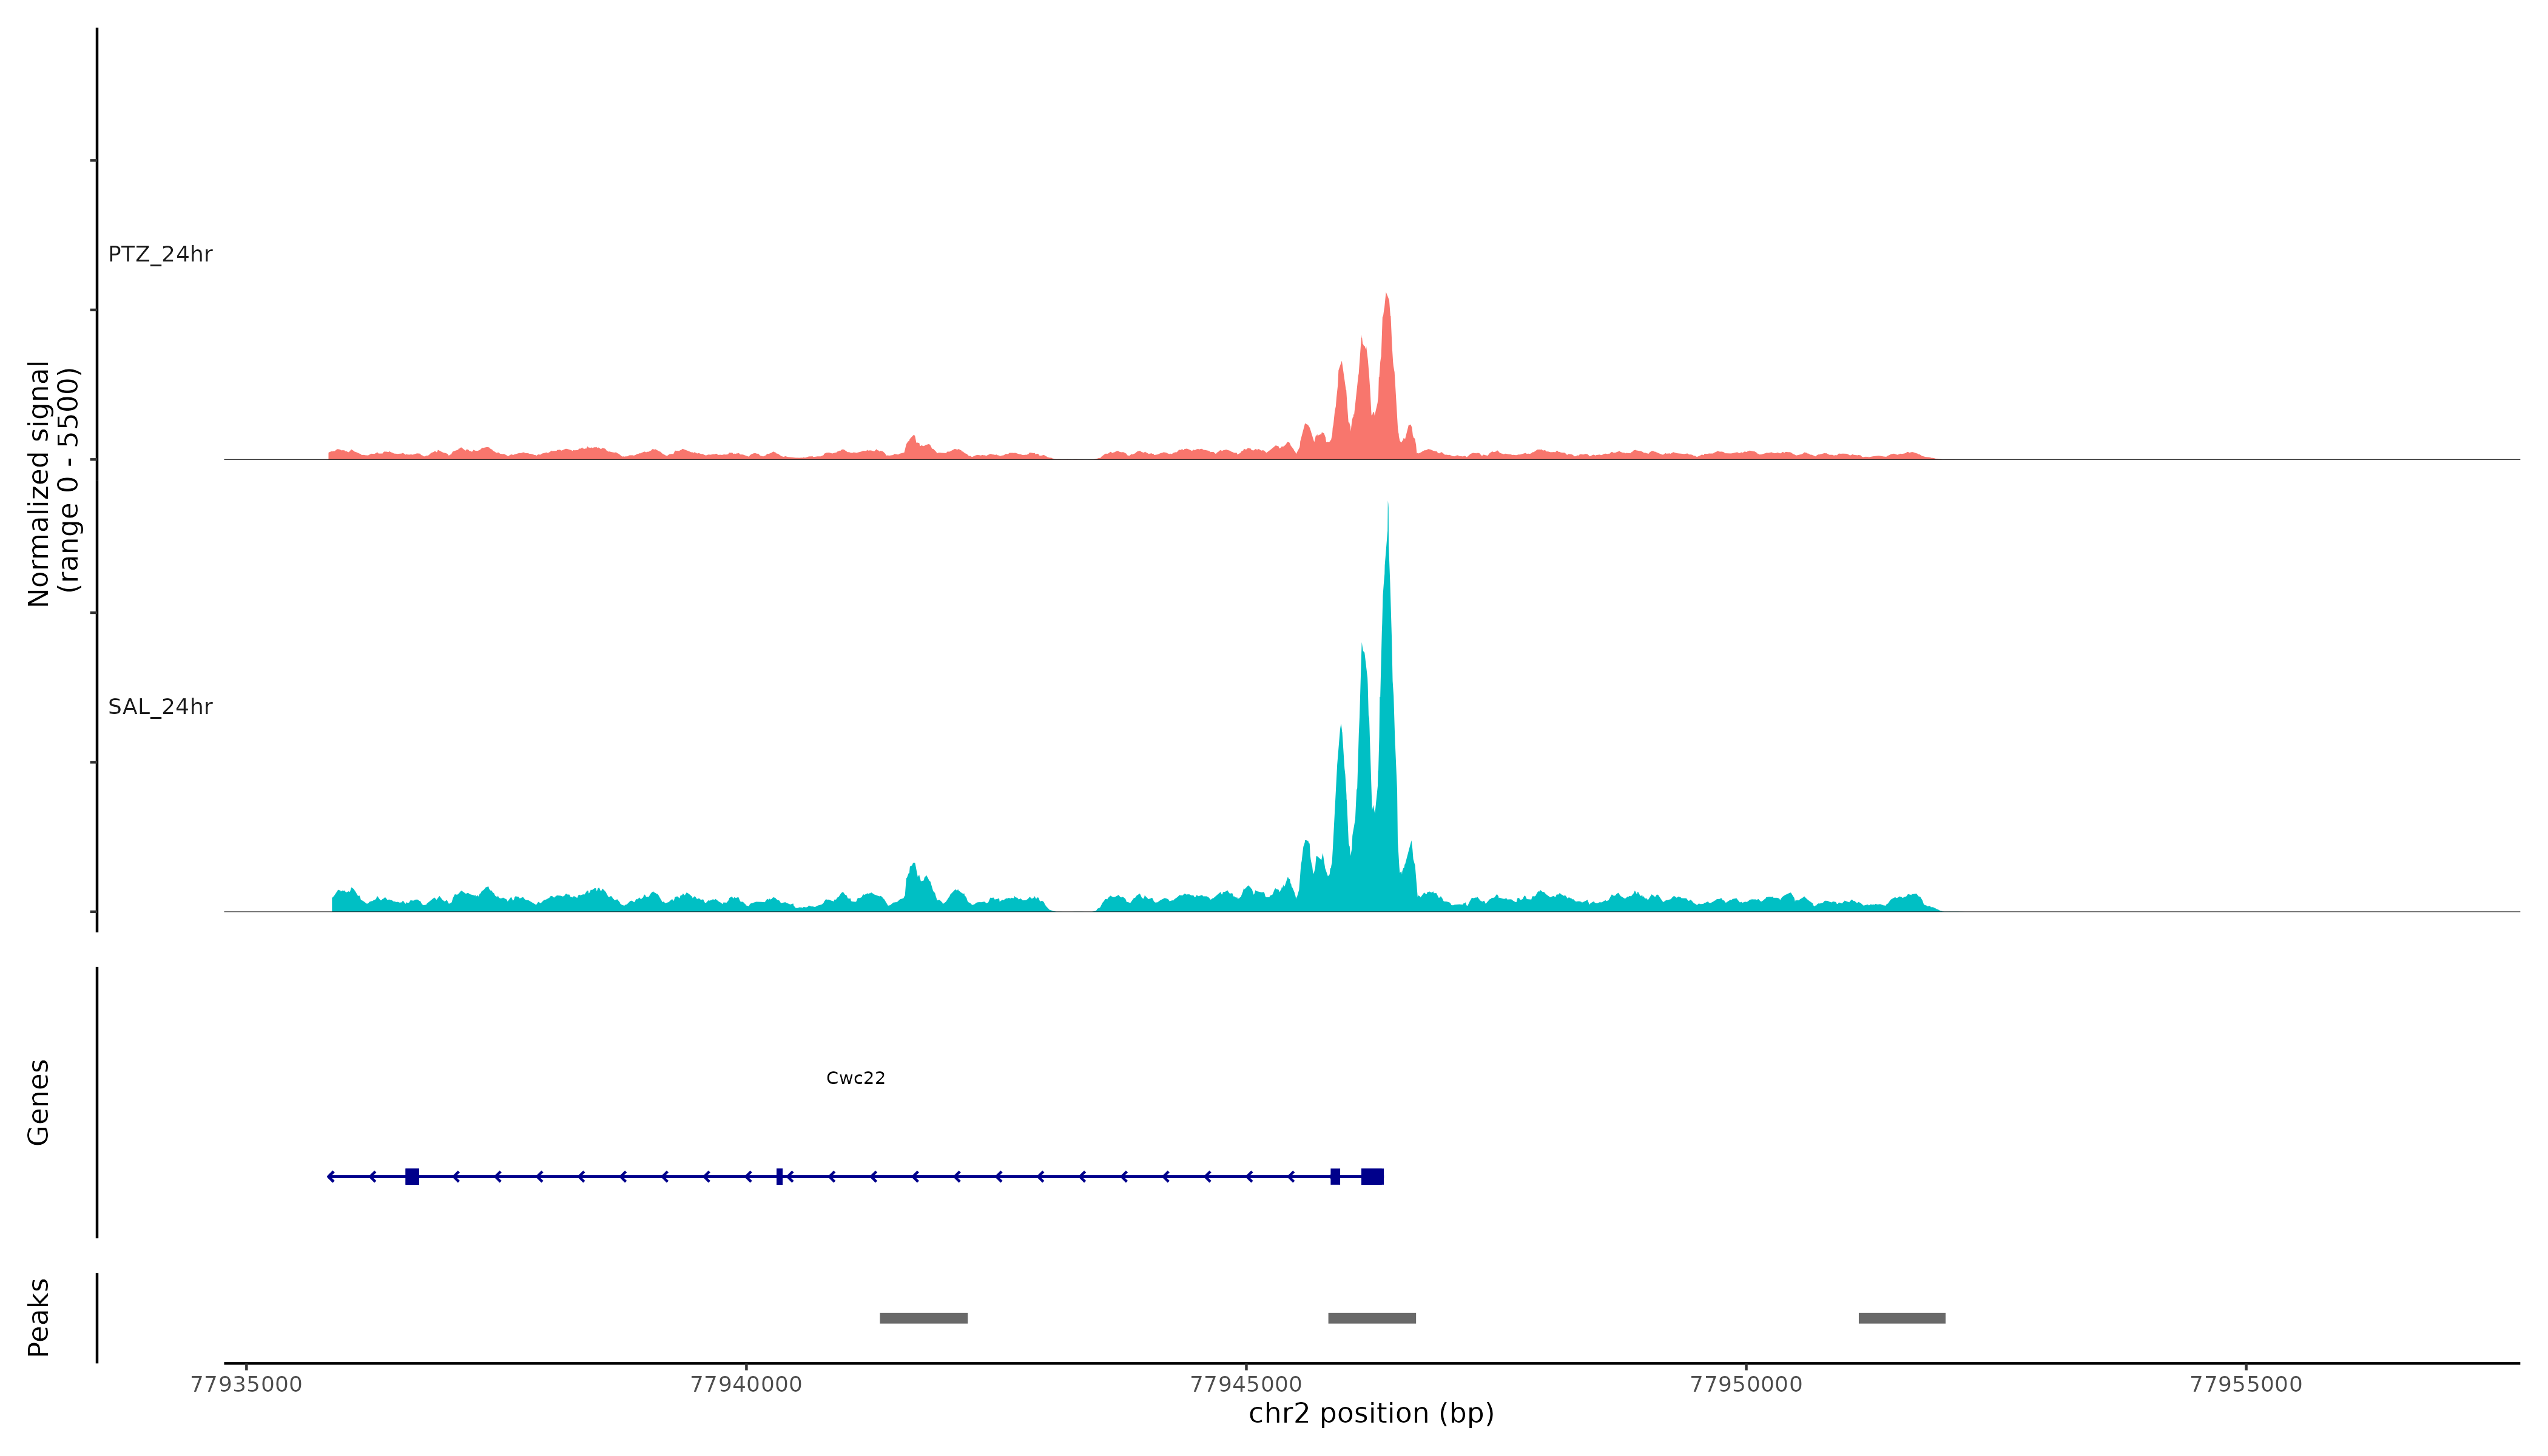 PTZ_24hr
Normalized signal
(range 0 - 5500)
SAL_24hr
Genes
Cwc22
Peaks
77935000
77940000
77945000
77950000
77955000
chr2 position (bp)